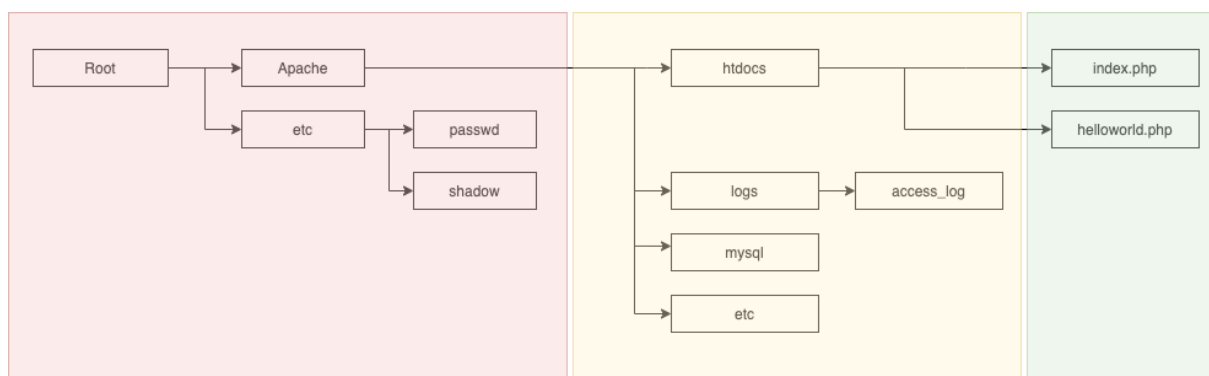 Root
Apache
htdocs
index.php
etc
passwd
helloworld.php
shadow
logs
access_log
mysql
etc